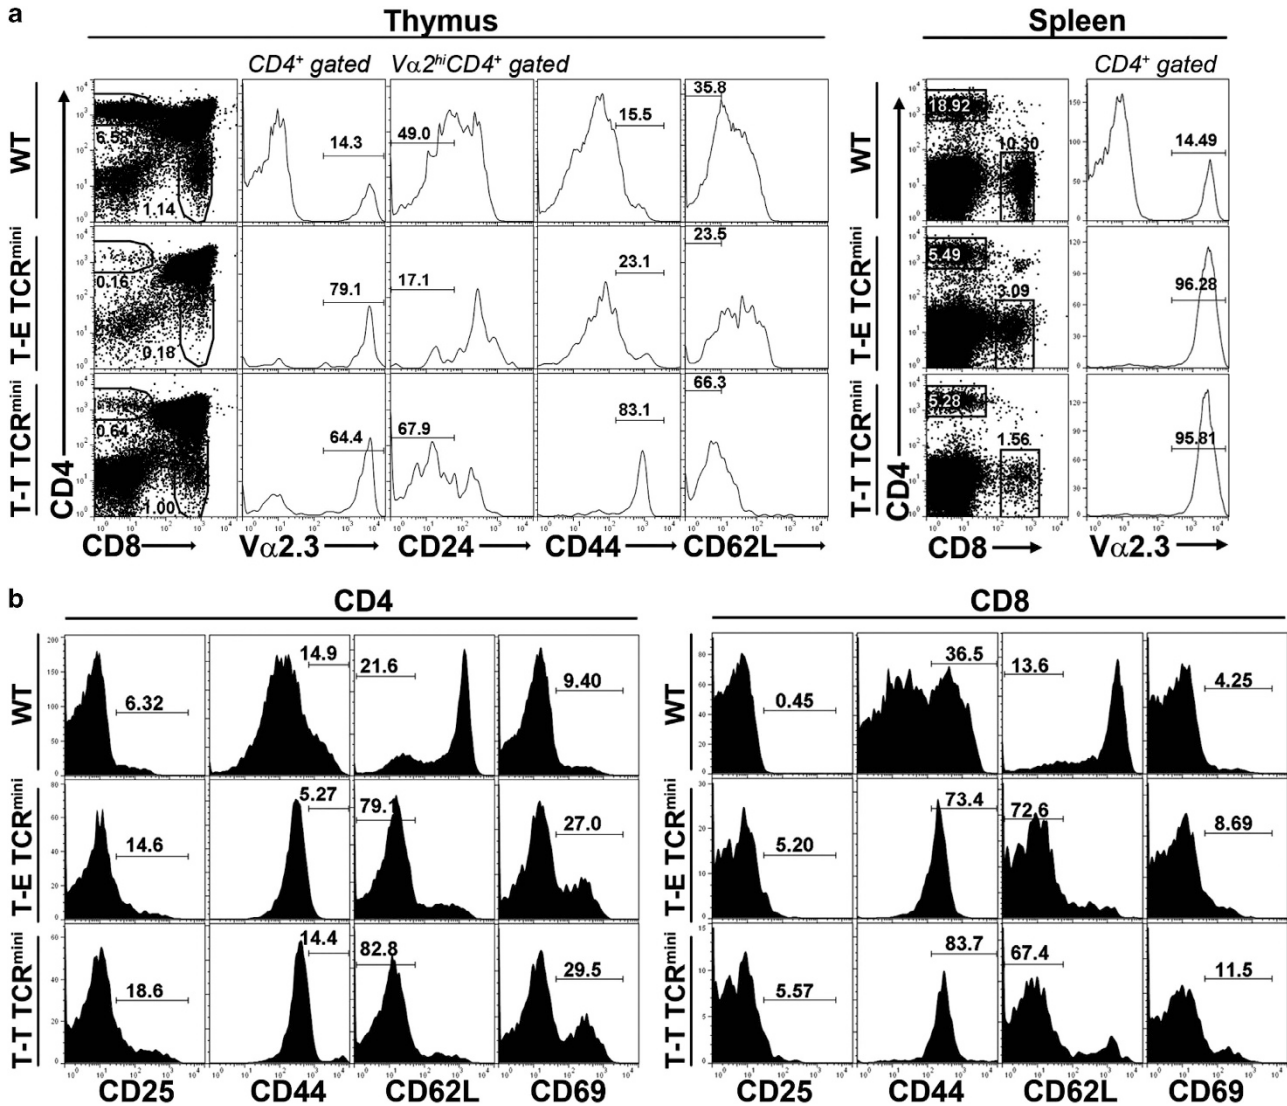 a
Thymus
Spleen
CD4+ gated
Vα2hiCD4+ gated
CD4+ gated
WT
6.58
1.14
14.3
49.0
15.5
35.8
WT
18.92
10.30
14.49
T-E TCRmini
0.16
0.18
79.1
17.1
23.1
23.5
T-E TCRmini
5.49
3.09
96.28
T-T TCRmini
0.64
1.00
64.4
67.9
83.1
66.3
T-T TCRmini
5.28
1.56
95.81
CD4
CD8
Vα2.3
CD24
CD44
CD62L
CD4
CD8
Vα2.3
b
CD4
CD8
WT
6.32
14.9
21.6
9.40
WT
0.45
36.5
13.6
4.25
T-E TCRmini
14.6
5.27
79.1
27.0
T-E TCRmini
5.20
73.4
72.6
8.69
T-T TCRmini
18.6
14.4
82.8
29.5
T-T TCRmini
5.57
83.7
67.4
11.5
CD25
CD44
CD62L
CD69
CD25
CD44
CD62L
CD69